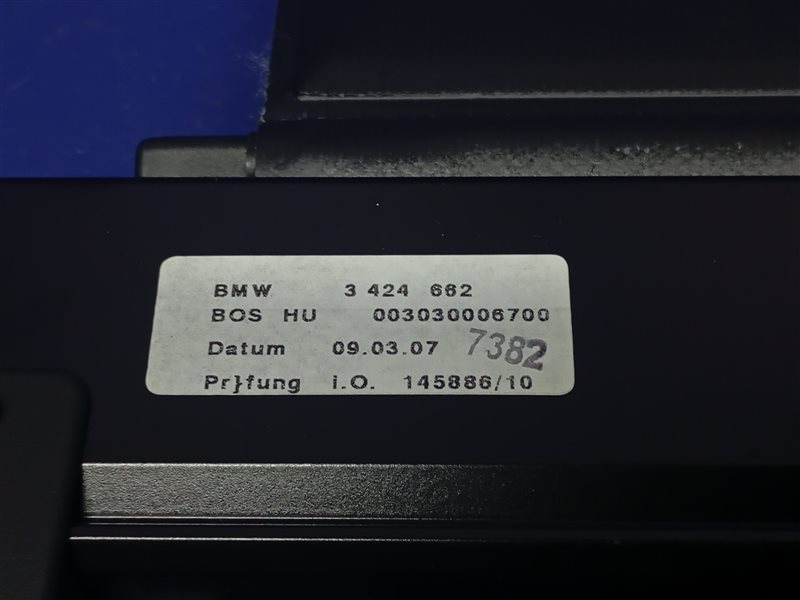 BMW 3 424 662
BOS HU 003030006700
Datum 09.03.07 7382
Pr}fung i.O. 145886/10